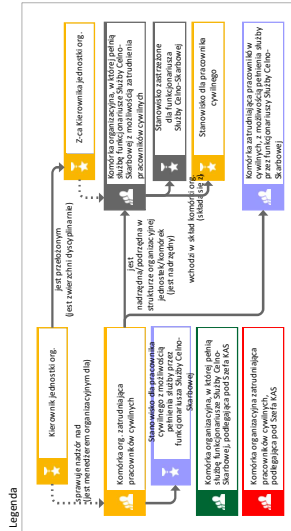 Legenda
Kierownik jednostki org.
jest przełożonym
(jest zwierzchni dyscyplinarnie)
Z-ca Kierownika jednostki org.
sprawuje nadzór nad
(jest menedżerem organizacyjnym dla)
Komórka org. zatrudniająca
pracowników cywilnych
jest
nadrzędna/podrzędna w
strukturze organizacyjnej
jednostek/komórek
(jest nadrzędny)
Komórka organizacyjna, w której pełnią
służbę funkcjonariusze Służby Celno-
Skarbowej z możliwością zatrudnienia
pracowników cywilnych
Stanowisko dla pracownika
cywilnego z możliwością
pełnienia służby przez
funkcjonariusza Służby Celno-
Skarbowej
wchodzi w skład komórki org.
(składa się z)
Stanowisko zastrzeżone
dla funkcjonariusza
Służby Celno-Skarbowej
Stanowisko dla pracownika
cywilnego
Komórka organizacyjna, w której pełnią
służbę funkcjonariusze Służby Celno-
Skarbowej, podlegająca pod Szefa KAS
Komórka organizacyjna zatrudniająca
pracowników cywilnych,
podlegająca pod Szefa KAS
Komórka zatrudniająca pracowników
cywilnych, z możliwością pełnienia służby
przez funkcjonariuszy Służby Celno-
Skarbowej